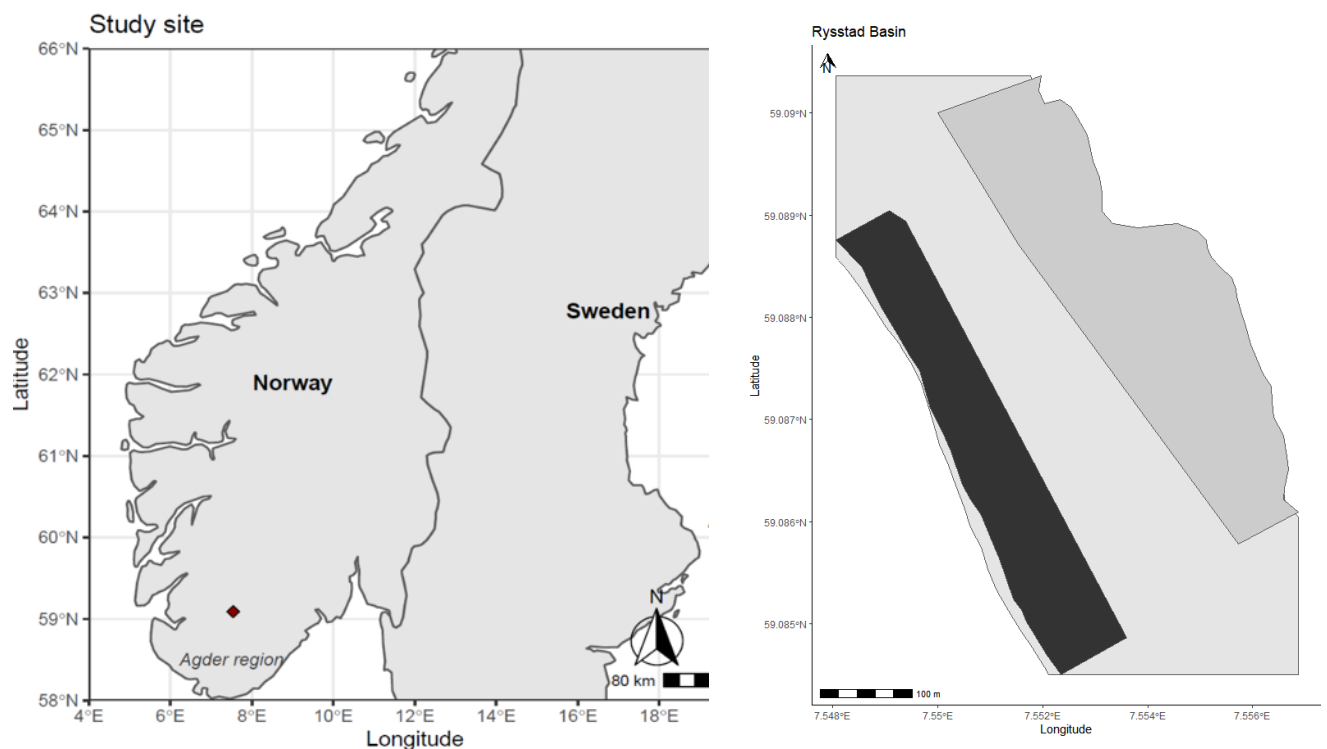 Study site
66°N
65°N
64°N
63°N
62°N
61°N
60°N
59°N
58°N
Latitude
Norway
Sweden
Agder region
N
80 km
4°E 6°E 8°E 10°E 12°E 14°E 16°E 18°E
Longitude
Rysstad Basin
N
59.09°N
59.089°N
59.088°N
59.087°N
59.086°N
59.085°N
Latitude
100 m
7.548°E 7.55°E 7.552°E 7.554°E 7.556°E
Longitude